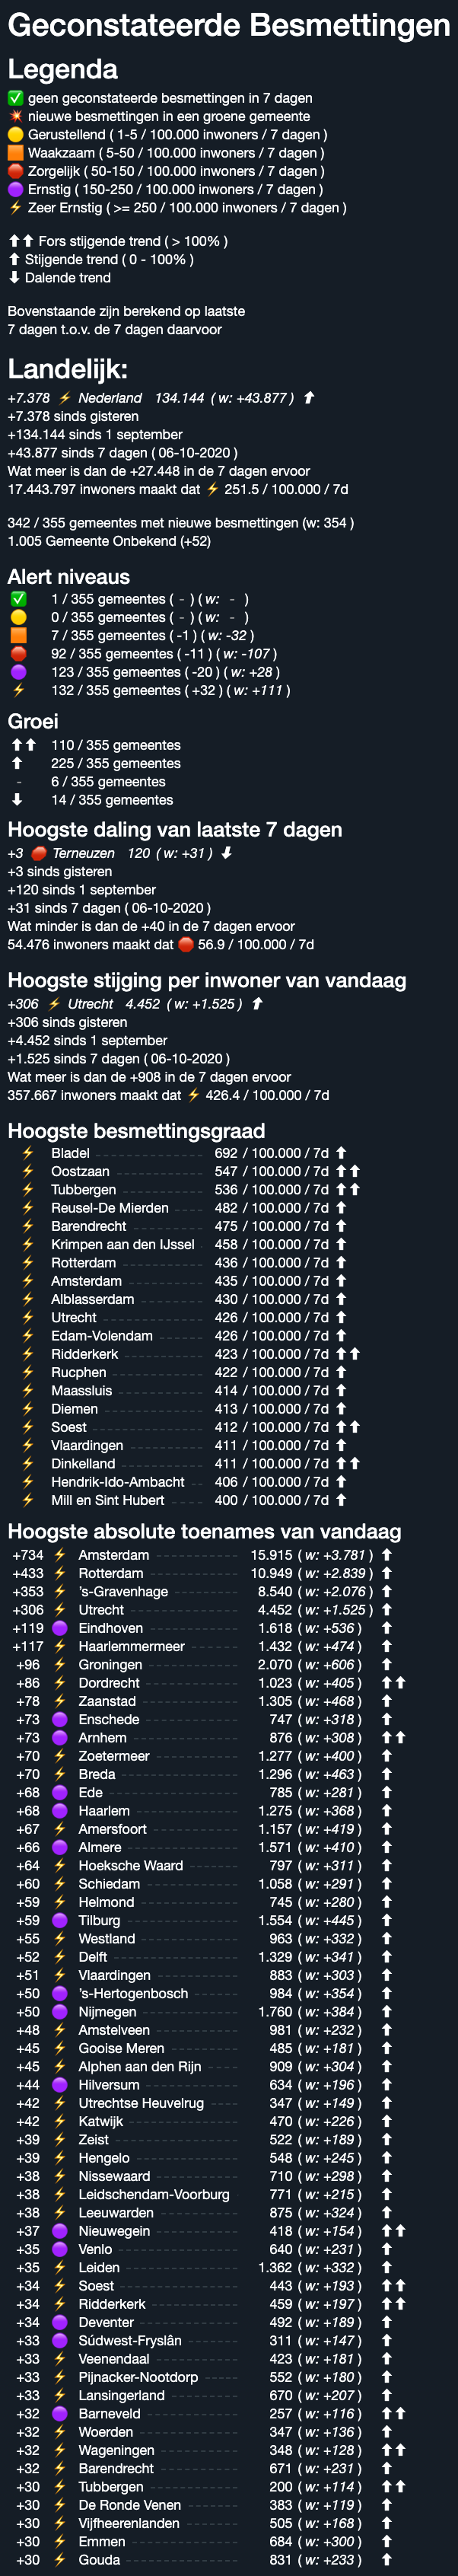 Geconstateerde Besmettingen
Legenda
✅ geen geconstateerde besmettingen in 7 dagen
💥 nieuwe besmettingen in een groene gemeente
🟡 Gerustellend ( 1-5 / 100.000 inwoners / 7 dagen )
🟧 Waakzaam ( 5-50 / 100.000 inwoners / 7 dagen )
🛑 Zorgelijk ( 50-150 / 100.000 inwoners / 7 dagen )
🟣 Ernstig ( 150-250 / 100.000 inwoners / 7 dagen )
⚡ Zeer Ernstig ( >= 250 / 100.000 inwoners / 7 dagen )
⬆⬆ Fors stijgende trend ( > 100% )
⬆ Stijgende trend ( 0 - 100% )
⬇ Dalende trend
Bovenstaande zijn berekend op laatste
7 dagen t.o.v. de 7 dagen daarvoor
Landelijk:
+7.378 ⚡ Nederland 134.144 ( w: +43.877 ) ⬆
+7.378 sinds gisteren
+134.144 sinds 1 september
+43.877 sinds 7 dagen ( 06-10-2020 )
Wat meer is dan de +27.448 in de 7 dagen ervoor
17.443.797 inwoners maakt dat ⚡ 251.5 / 100.000 / 7d
342 / 355 gemeentes met nieuwe besmettingen (w: 354 )
1.005 Gemeente Onbekend (+52)
Alert niveaus
✅ 1 / 355 gemeentes ( - ) ( w: - )
🟡 0 / 355 gemeentes ( - ) ( w: - )
🟧 7 / 355 gemeentes ( -1 ) ( w: -32 )
🛑 92 / 355 gemeentes ( -11 ) ( w: -107 )
🟣 123 / 355 gemeentes ( -20 ) ( w: +28 )
⚡ 132 / 355 gemeentes ( +32 ) ( w: +111 )
Groei
⬆⬆ 110 / 355 gemeentes
⬆ 225 / 355 gemeentes
- 6 / 355 gemeentes
⬇ 14 / 355 gemeentes
Hoogste daling van laatste 7 dagen
+3 🛑 Terneuzen 120 ( w: +31 ) ⬇
+3 sinds gisteren
+120 sinds 1 september
+31 sinds 7 dagen ( 06-10-2020 )
Wat minder is dan de +40 in de 7 dagen ervoor
54.476 inwoners maakt dat 🛑 56.9 / 100.000 / 7d
Hoogste stijging per inwoner van vandaag
+306 ⚡ Utrecht 4.452 ( w: +1.525 ) ⬆
+306 sinds gisteren
+4.452 sinds 1 september
+1.525 sinds 7 dagen ( 06-10-2020 )
Wat meer is dan de +908 in de 7 dagen ervoor
357.667 inwoners maakt dat ⚡ 426.4 / 100.000 / 7d
Hoogste besmettingsgraad
⚡ Bladel 692 / 100.000 / 7d ⬆
⚡ Oostzaan 547 / 100.000 / 7d ⬆⬆
⚡ Tubbergen 536 / 100.000 / 7d ⬆⬆
⚡ Reusel-De Mierden 482 / 100.000 / 7d ⬆
⚡ Barendrecht 475 / 100.000 / 7d ⬆
⚡ Krimpen aan den IJssel 458 / 100.000 / 7d ⬆
⚡ Rotterdam 436 / 100.000 / 7d ⬆
⚡ Amsterdam 435 / 100.000 / 7d ⬆
⚡ Alblasserdam 430 / 100.000 / 7d ⬆
⚡ Utrecht 426 / 100.000 / 7d ⬆
⚡ Edam-Volendam 426 / 100.000 / 7d ⬆
⚡ Ridderkerk 423 / 100.000 / 7d ⬆⬆
⚡ Rucphen 422 / 100.000 / 7d ⬆
⚡ Maassluis 414 / 100.000 / 7d ⬆
⚡ Diemen 413 / 100.000 / 7d ⬆
⚡ Soest 412 / 100.000 / 7d ⬆⬆
⚡ Vlaardingen 411 / 100.000 / 7d ⬆
⚡ Dinkelland 411 / 100.000 / 7d ⬆⬆
⚡ Hendrik-Ido-Ambacht 406 / 100.000 / 7d ⬆
⚡ Mill en Sint Hubert 400 / 100.000 / 7d ⬆
Hoogste absolute toenames van vandaag
+734 ⚡ Amsterdam 15.915 ( w: +3.781 ) ⬆
+433 ⚡ Rotterdam 10.949 ( w: +2.839 ) ⬆
+353 ⚡ 's-Gravenhage 8.540 ( w: +2.076 ) ⬆
+306 ⚡ Utrecht 4.452 ( w: +1.525 ) ⬆
+119 🟣 Eindhoven 1.618 ( w: +536 ) ⬆
+117 ⚡ Haarlemmermeer 1.432 ( w: +474 ) ⬆
+96 ⚡ Groningen 2.070 ( w: +606 ) ⬆
+86 ⚡ Dordrecht 1.023 ( w: +405 ) ⬆⬆
+78 ⚡ Zaanstad 1.305 ( w: +468 ) ⬆
+73 🟣 Enschede 747 ( w: +318 ) ⬆
+73 🟣 Arnhem 876 ( w: +308 ) ⬆⬆
+70 ⚡ Zoetermeer 1.277 ( w: +400 ) ⬆
+70 ⚡ Breda 1.296 ( w: +463 ) ⬆
+68 🟣 Ede 785 ( w: +281 ) ⬆
+68 🟣 Haarlem 1.275 ( w: +368 ) ⬆
+67 ⚡ Amersfoort 1.157 ( w: +419 ) ⬆
+66 🟣 Almere 1.571 ( w: +410 ) ⬆
+64 ⚡ Hoeksche Waard 797 ( w: +311 ) ⬆
+60 ⚡ Schiedam 1.058 ( w: +291 ) ⬆
+59 ⚡ Helmond 745 ( w: +280 ) ⬆
+59 🟣 Tilburg 1.554 ( w: +445 ) ⬆
+55 ⚡ Westland 963 ( w: +332 ) ⬆
+52 ⚡ Delft 1.329 ( w: +341 ) ⬆
+51 ⚡ Vlaardingen 883 ( w: +303 ) ⬆
+50 🟣 's-Hertogenbosch 984 ( w: +354 ) ⬆
+50 🟣 Nijmegen 1.760 ( w: +384 ) ⬆
+48 ⚡ Amstelveen 981 ( w: +232 ) ⬆
+45 ⚡ Gooise Meren 485 ( w: +181 ) ⬆
+45 ⚡ Alphen aan den Rijn 909 ( w: +304 ) ⬆
+44 🟣 Hilversum 634 ( w: +196 ) ⬆
+42 ⚡ Utrechtse Heuvelrug 347 ( w: +149 ) ⬆
+42 ⚡ Katwijk 470 ( w: +226 ) ⬆
+39 ⚡ Zeist 522 ( w: +189 ) ⬆
+39 ⚡ Hengelo 548 ( w: +245 ) ⬆
+38 ⚡ Nissewaard 710 ( w: +298 ) ⬆
+38 ⚡ Leidschendam-Voorburg 771 ( w: +215 ) ⬆
+38 ⚡ Leeuwarden 875 ( w: +324 ) ⬆
+37 🟣 Nieuwegein 418 ( w: +154 ) ⬆⬆
+35 🟣 Venlo 640 ( w: +231 ) ⬆
+35 ⚡ Leiden 1.362 ( w: +332 ) ⬆
+34 ⚡ Soest 443 ( w: +193 ) ⬆⬆
+34 ⚡ Ridderkerk 459 ( w: +197 ) ⬆⬆
+34 🟣 Deventer 492 ( w: +189 ) ⬆
+33 🟣 Súdwest-Fryslân 311 ( w: +147 ) ⬆
+33 ⚡ Veenendaal 423 ( w: +181 ) ⬆
+33 ⚡ Pijnacker-Nootdorp 552 ( w: +180 ) ⬆
+33 ⚡ Lansingerland 670 ( w: +207 ) ⬆
+32 🟣 Barneveld 257 ( w: +116 ) ⬆⬆
+32 ⚡ Woerden 347 ( w: +136 ) ⬆
+32 ⚡ Wageningen 348 ( w: +128 ) ⬆⬆
+32 ⚡ Barendrecht 671 ( w: +231 ) ⬆
+30 ⚡ Tubbergen 200 ( w: +114 ) ⬆⬆
+30 ⚡ De Ronde Venen 383 ( w: +119 ) ⬆
+30 ⚡ Vijfheerenlanden 505 ( w: +168 ) ⬆
+30 ⚡ Emmen 684 ( w: +300 ) ⬆
+30 ⚡ Gouda 831 ( w: +233 ) ⬆